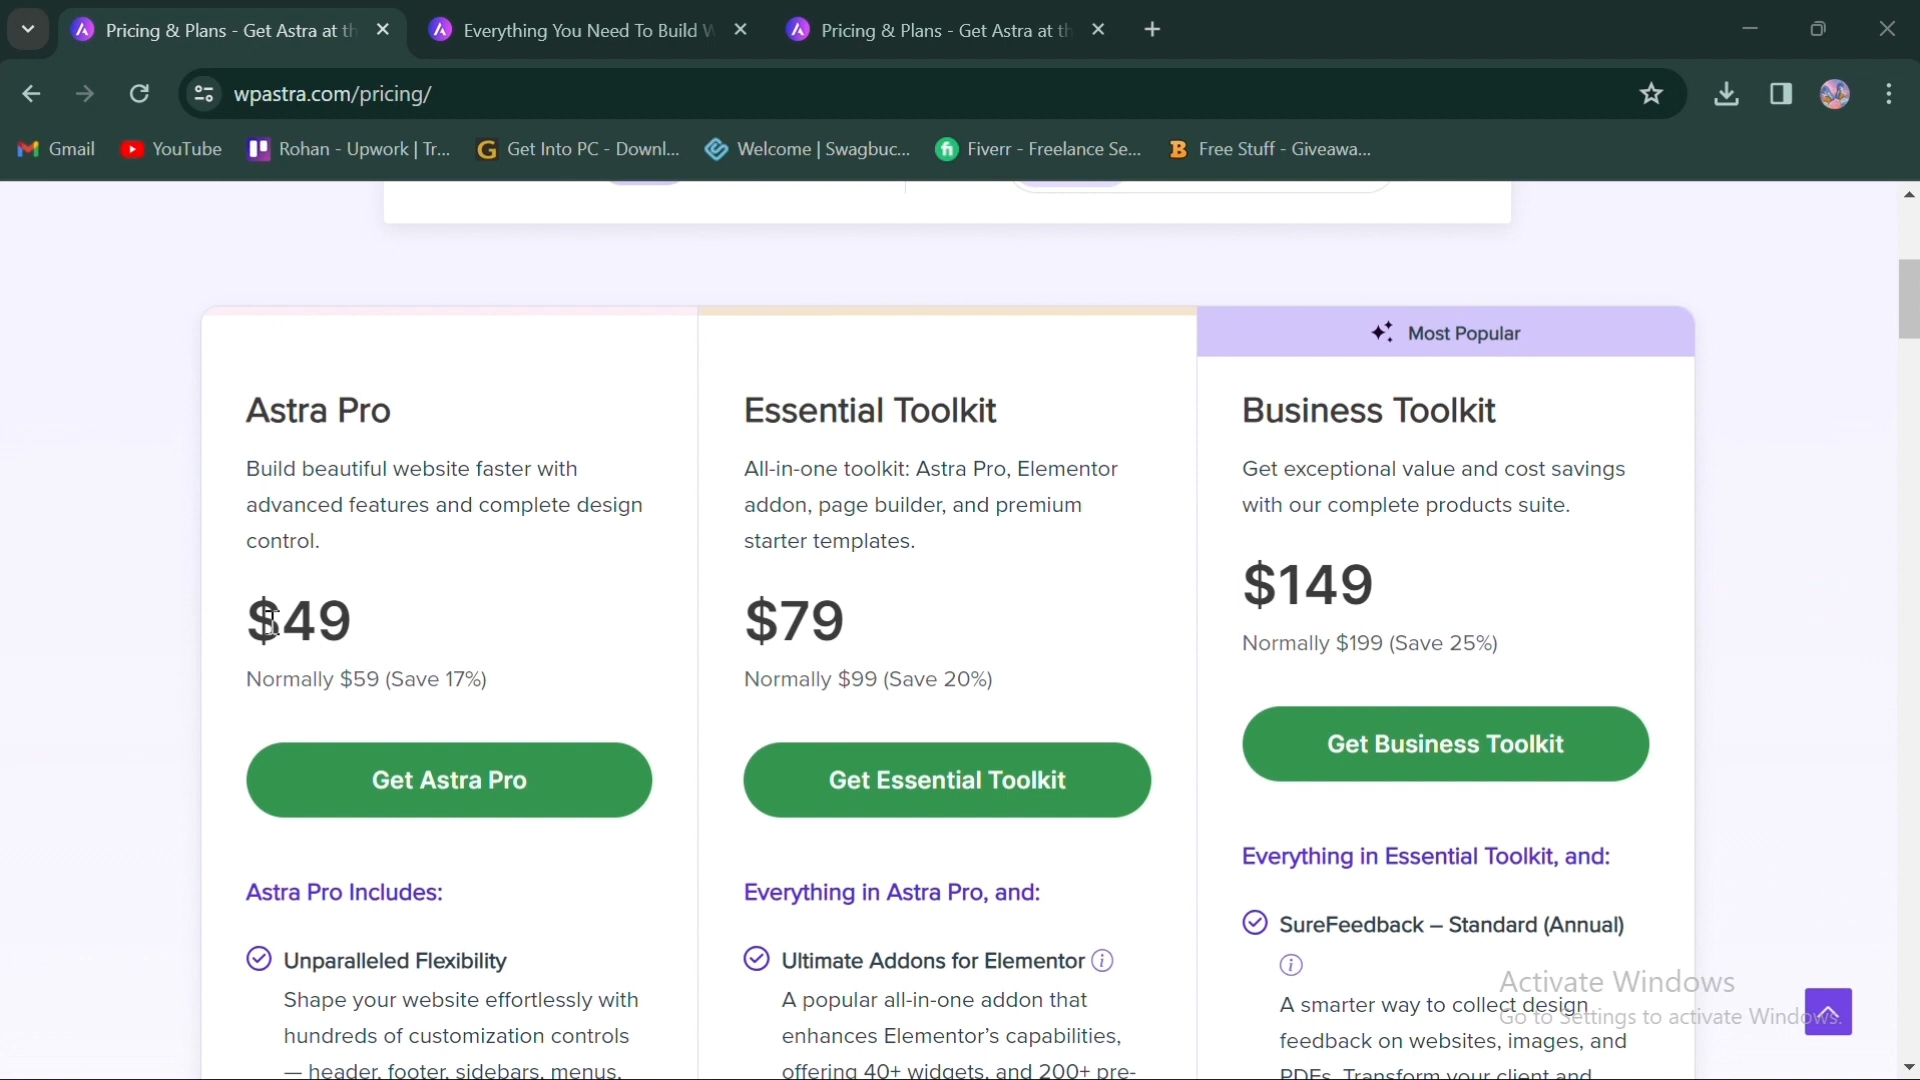 Pricing & Plans - Get Astra at th
Everything You Need To Build W
Pricing & Plans - Get Astra at th
wpastra.com/pricing/
Gmail
YouTube
Rohan - Upwork | Tr...
Get Into PC - Downl...
Welcome | Swagbuc...
Fiverr - Freelance Se...
Free Stuff - Giveawa...
Most Popular
Astra Pro
Build beautiful website faster with
advanced features and complete design
control.
$49
Normally $59 (Save 17%)
Get Astra Pro
Astra Pro Includes:
Unparalleled Flexibility
Shape your website effortlessly with
hundreds of customization controls
— header, footer, sidebars, menus,
Essential Toolkit
All-in-one toolkit: Astra Pro, Elementor
addon, page builder, and premium
starter templates.
$79
Normally $99 (Save 20%)
Get Essential Toolkit
Everything in Astra Pro, and:
Ultimate Addons for Elementor
A popular all-in-one addon that
enhances Elementor's capabilities,
offering 40+ widgets, and 200+ pre-
Business Toolkit
Get exceptional value and cost savings
with our complete products suite.
$149
Normally $199 (Save 25%)
Get Business Toolkit
Everything in Essential Toolkit, and:
SureFeedback – Standard (Annual)
A smarter way to collect design
feedback on websites, images, and
PDFs. Transform your client and
Activate Windows
Go to Settings to activate Windows.